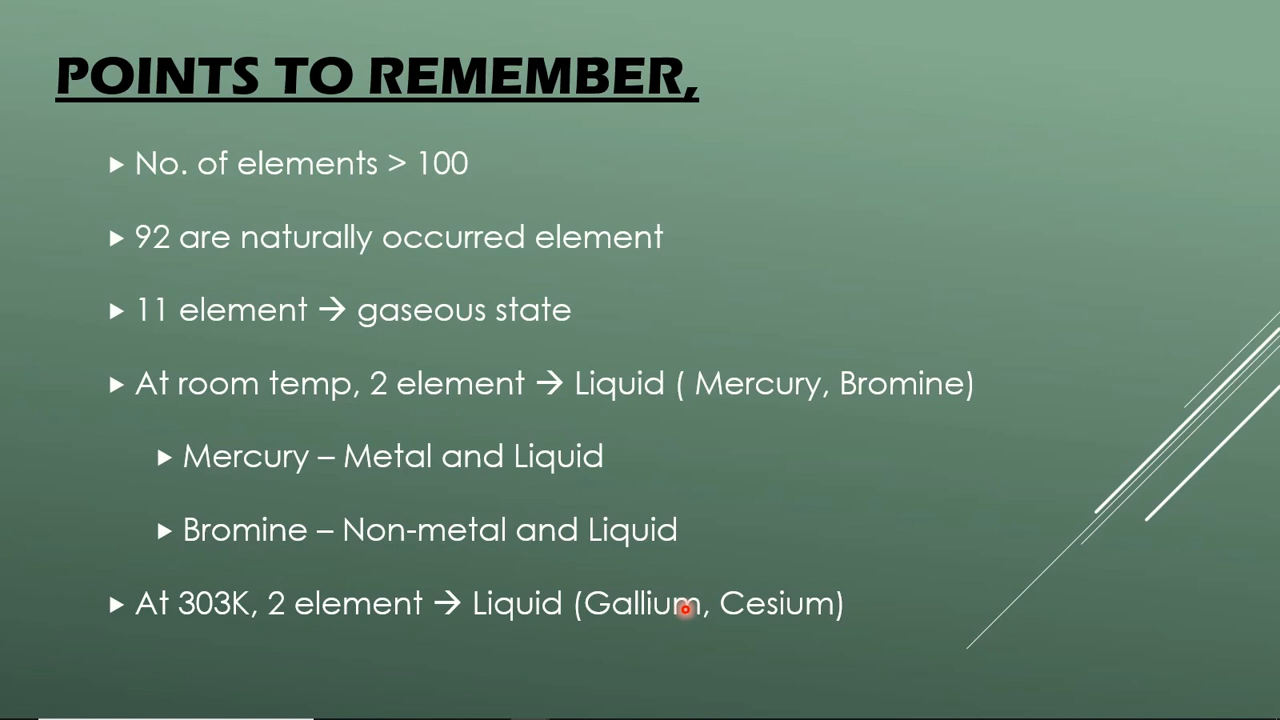 POINTS TO REMEMBER,
No. of elements > 100
92 are naturally occurred element
11 element → gaseous state
At room temp, 2 element → Liquid ( Mercury, Bromine)
Mercury – Metal and Liquid
Bromine – Non-metal and Liquid
At 303K, 2 element → Liquid (Gallium, Cesium)